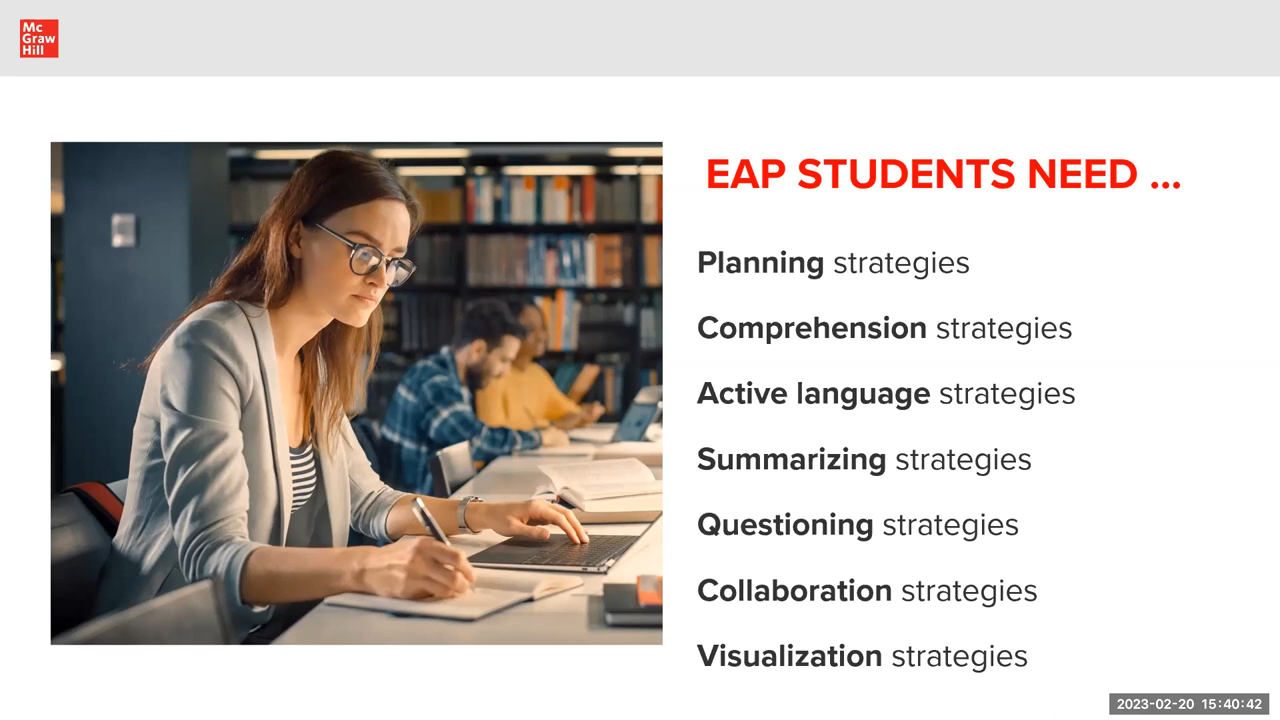 Mc
Graw
Hill
EAP STUDENTS NEED ...
Planning strategies
Comprehension strategies
Active language strategies
Summarizing strategies
Questioning strategies
Collaboration strategies
Visualization strategies
2023-02-20 15:40:42